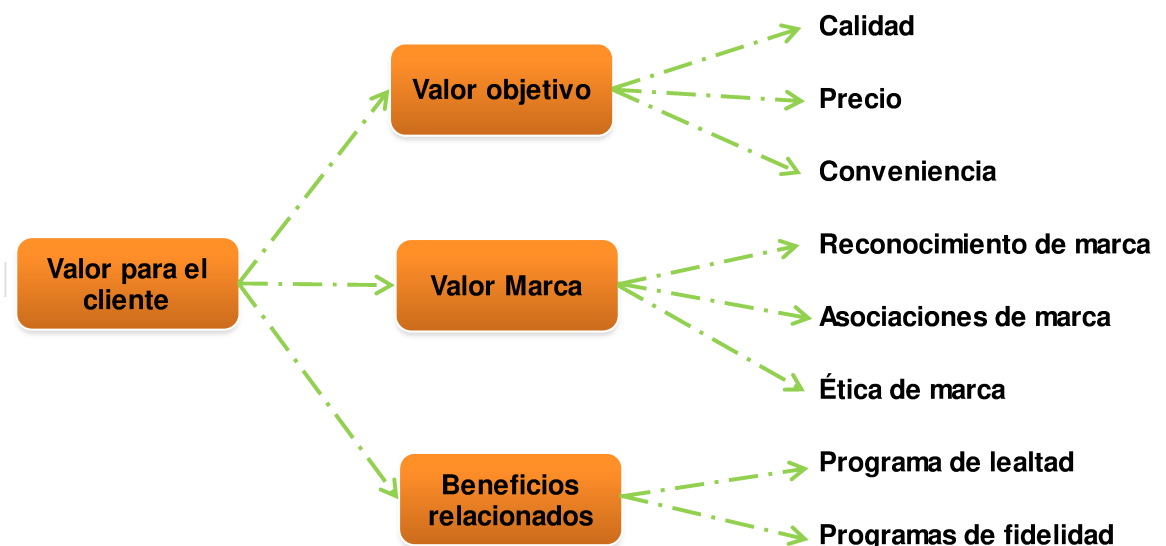 Valor para el
cliente
Valor objetivo
Calidad
Precio
Conveniencia
Valor Marca
Reconocimiento de marca
Asociaciones de marca
Ética de marca
Beneficios
relacionados
Programa de lealtad
Programas de fidelidad